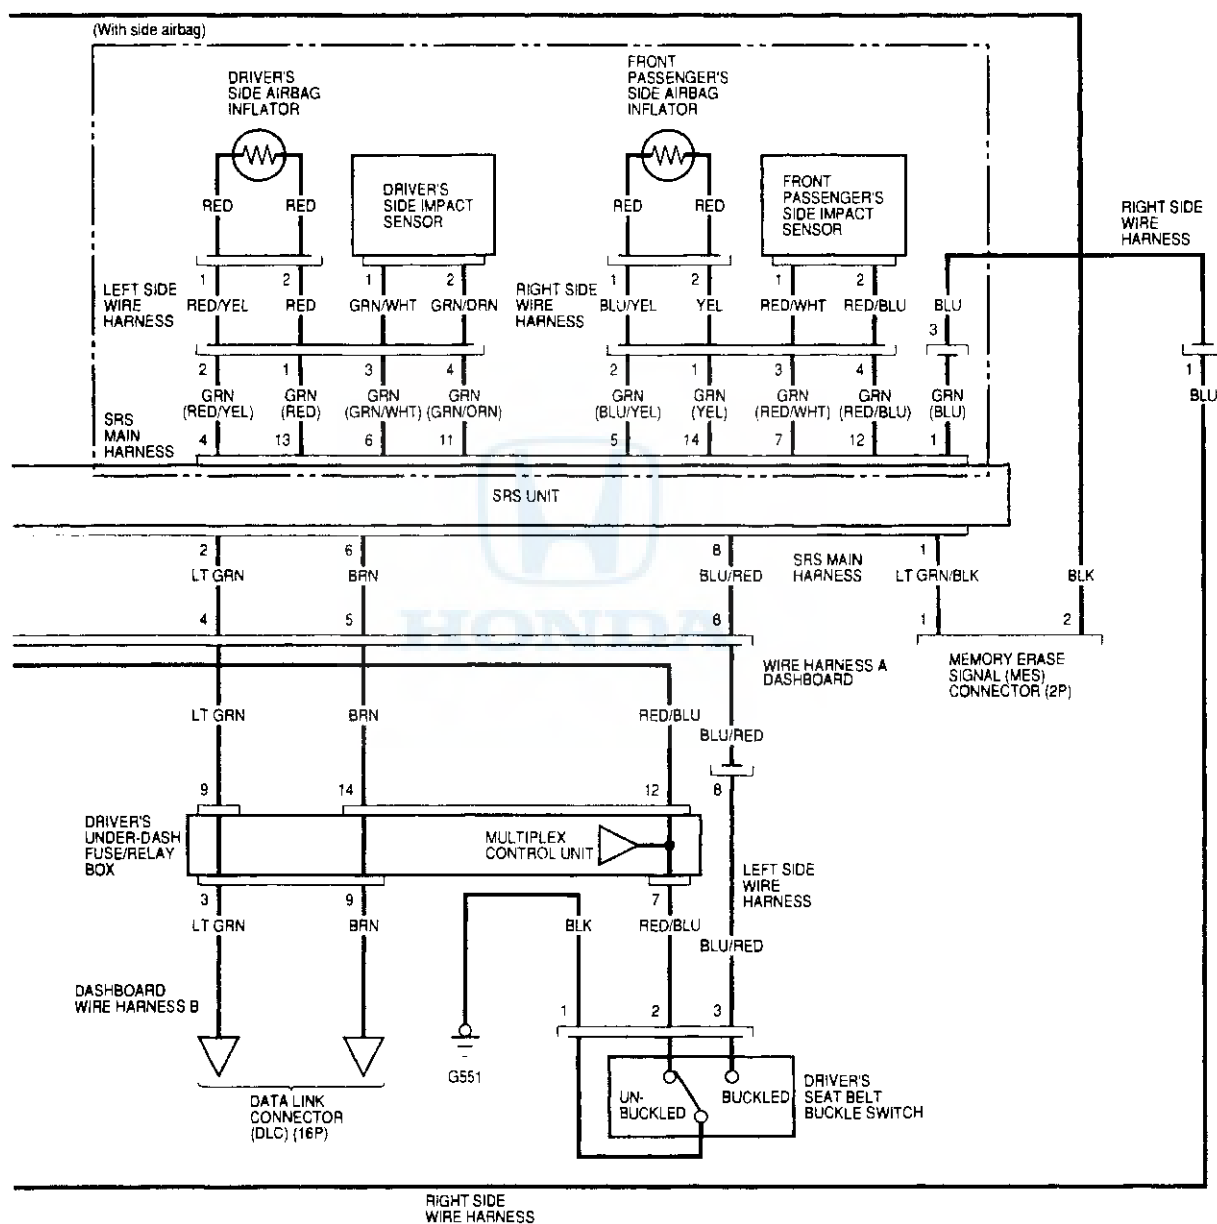 (With side airbag)
DRIVER'S
SIDE AIRBAG
INFLATOR
FRONT
PASSENGER'S
SIDE AIRBAG
INFLATOR
DRIVER'S
SIDE IMPACT
SENSOR
FRONT
PASSENGER'S
SIDE IMPACT
SENSOR
RED RED RED RED
RIGHT SIDE
WIRE
HARNESS
1 2 1 2 1 2 1 2
LEFT SIDE
WIRE
HARNESS
RED/YEL RED GRN/WHT GRN/ORN
RIGHT SIDE
WIRE
HARNESS
BLU/YEL YEL RED/WHT RED/BLU BLU
3
2 1 3 4 2 1 3 4 1
GRN
(RED/YEL)
GRN
(RED)
GRN
(GRN/WHT)
GRN
(GRN/ORN)
GRN
(BLU/YEL)
GRN
(YEL)
GRN
(RED/WHT)
GRN
(RED/BLU)
GRN
(BLU)
BLU
SRS
MAIN
HARNESS
4 13 6 11 5 14 7 12 1
SRS UNIT
HONDA
2 6 8 1
LT GRN BRN BLU/RED
SRS MAIN
HARNESS
LT GRN/BLK BLK
4 5 6 1 2
WIRE HARNESS A
DASHBOARD
MEMORY ERASE
SIGNAL (MES)
CONNECTOR (2P)
LT GRN BRN RED/BLU
BLU/RED
9 14 12 8
DRIVER'S
UNDER-DASH
FUSE/RELAY
BOX
MULTIPLEX
CONTROL UNIT
LEFT SIDE
WIRE
HARNESS
3 9 7
LT GRN BRN BLK RED/BLU
BLU/RED
DASHBOARD
WIRE HARNESS B
1 2 3
G551
DATA LINK
CONNECTOR
(DLC) (16P)
UN-
BUCKLED
BUCKLED
DRIVER'S
SEAT BELT
BUCKLE SWITCH
RIGHT SIDE
WIRE HARNESS